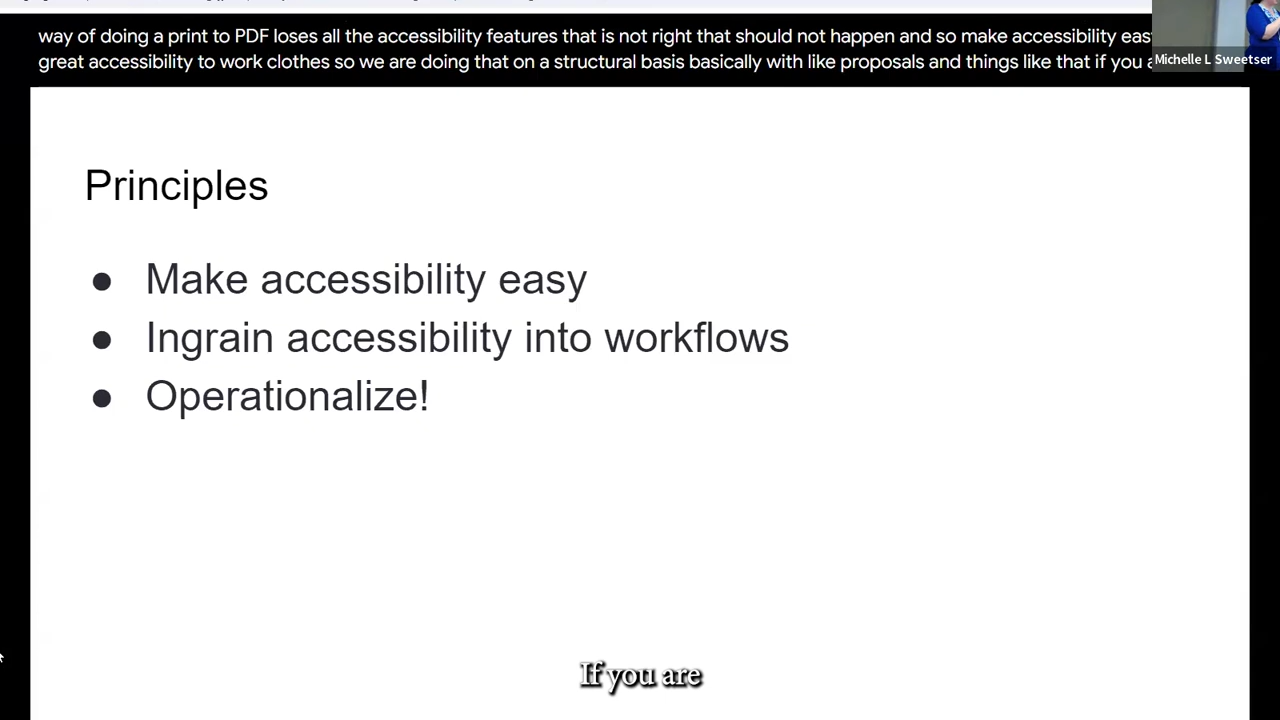 way of doing a print to PDF loses all the accessibility features that is not right that should not happen and so make accessibility easy
great accessibility to work clothes so we are doing that on a structural basis basically with like proposals and things like that if you
Michelle L Sweetser
Principles
● Make accessibility easy
● Ingrain accessibility into workflows
● Operationalize!
If you are